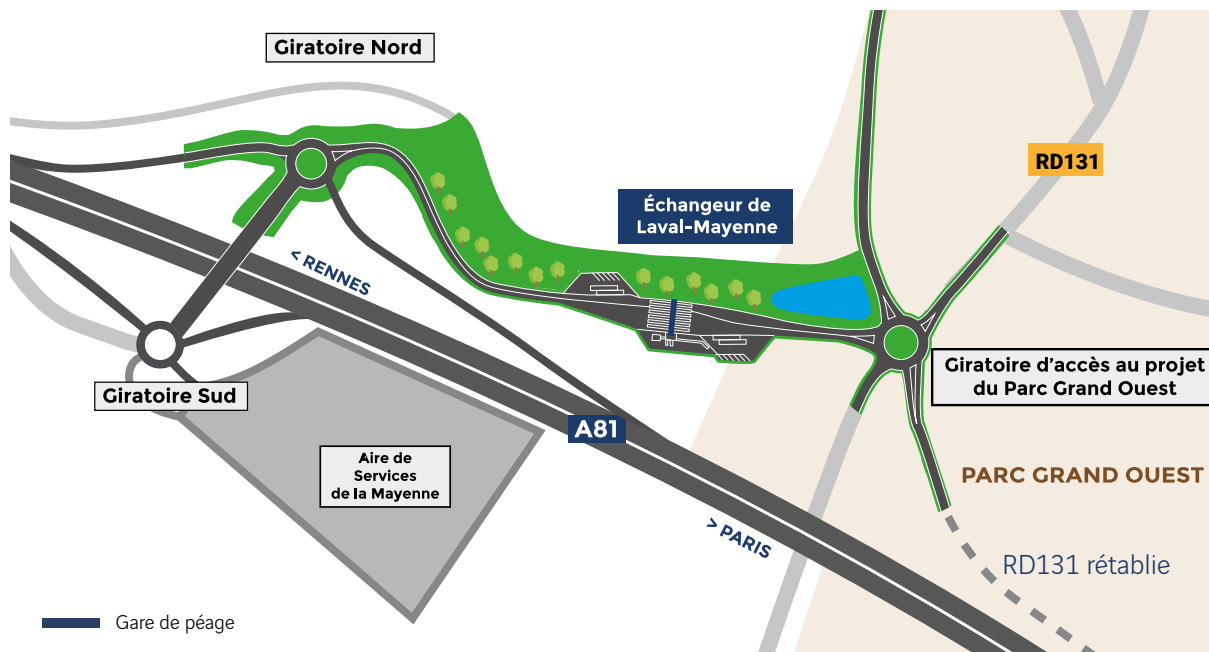 Giratoire Nord
RD131
Échangeur de
Laval-Mayenne
< RENNES
Giratoire d'accès au projet
du Parc Grand Ouest
Giratoire Sud
A81
Aire de
Services
de la Mayenne
PARC GRAND OUEST
> PARIS
RD131 rétablie
Gare de péage